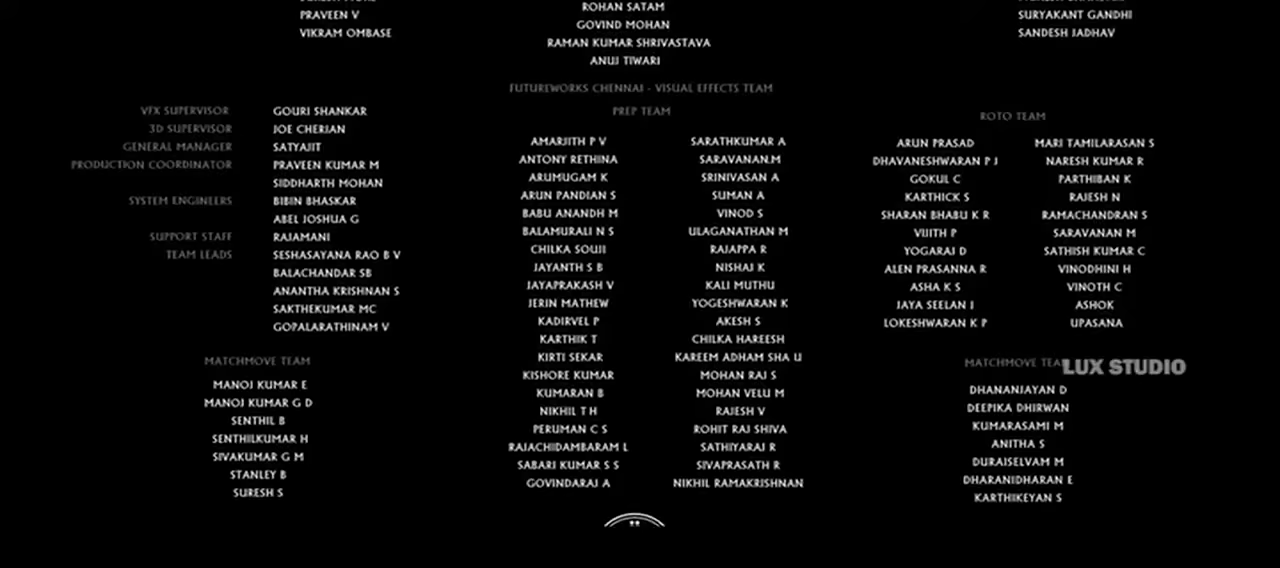 PRAVEEN V
VIKRAM OMBASE
ROHAN SATAM
GOVIND MOHAN
RAMAN KUMAR SHRIVASTAVA
ANUJ TIWARI
SURYAKANT GANDHI
SANDESH JADHAV
FUTUREWORKS CHENNAI - VISUAL EFFECTS TEAM
VFX SUPERVISOR GOURI SHANKAR
3D SUPERVISOR JOE CHERIAN
GENERAL MANAGER SATYAJIT
PRODUCTION COORDINATOR PRAVEEN KUMAR M
SIDDHARTH MOHAN
SYSTEM ENGINEERS BIBIN BHASKAR
ABEL JOSHUA G
SUPPORT STAFF RAJAMANI
TEAM LEADS SESHASAYANA RAO B V
BALACHANDAR SB
ANANTHA KRISHNAN S
SAKTHEKUMAR MC
GOPALARATHINAM V
MATCHMOVE TEAM
MANOJ KUMAR E
MANOJ KUMAR G D
SENTHIL B
SENTHILKUMAR H
SIVAKUMAR G M
STANLEY B
SURESH S
PREP TEAM
AMARJITH P V SARATHKUMAR A
ANTONY RETHINA SARAVANAN.M
ARUMUGAM K SRINIVASAN A
ARUN PANDIAN S SUMAN A
BABU ANANDH M VINOD S
BALAMURALI N S ULAGANATHAN M
CHILKA SOUJI RAJAPPA R
JAYANTH S B NISHAJ K
JAYAPRAKASH V KALI MUTHU
JERIN MATHEW YOGESHWARAN K
KADIRVEL P AKESH S
KARTHIK T CHILKA HAREESH
KIRTI SEKAR KAREEM ADHAM SHA U
KISHORE KUMAR MOHAN RAJ S
KUMARAN B MOHAN VELU M
NIKHIL T H RAJESH V
PERUMAN C S ROHIT RAJ SHIVA
RAJACHIDAMBARAM L SATHIYARAJ R
SABARI KUMAR S S SIVAPRASATH R
GOVINDARAJ A NIKHIL RAMAKRISHNAN
ROTO TEAM
ARUN PRASAD MARI TAMILARASAN S
DHAVANESHWARAN P J NARESH KUMAR R
GOKUL C PARTHIBAN K
KARTHICK S RAJESH N
SHARAN BHABU K R RAMACHANDRAN S
VIJITH P SARAVANAN M
YOGARAJ D SATHISH KUMAR C
ALEN PRASANNA R VINODHINI H
ASHA K S VINOTH C
JAYA SEELAN J ASHOK
LOKESHWARAN K P UPASANA
MATCHMOVE TEA
LUX STUDIO
DHANANJAYAN D
DEEPIKA DHIRWAN
KUMARASAMI M
ANITHA S
DURAISELVAM M
DHARANIDHARAN E
KARTHIKEYAN S